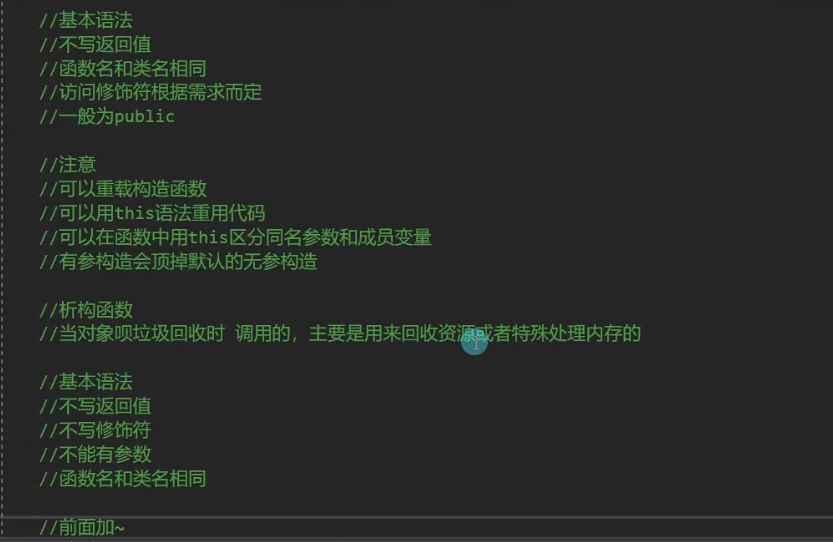 //基本语法
//不写返回值
//函数名和类名相同
//访问修饰符根据需求而定
//一般为public
//注意
//可以重载构造函数
//可以用this语法重用代码
//可以在函数中用this区分同名参数和成员变量
//有参构造会顶掉默认的无参构造
//析构函数
//当对象呗垃圾回收时 调用的，主要是用来回收资源或者特殊处理内存的
//基本语法
//不写返回值
//不写修饰符
//不能有参数
//函数名和类名相同
//前面加~